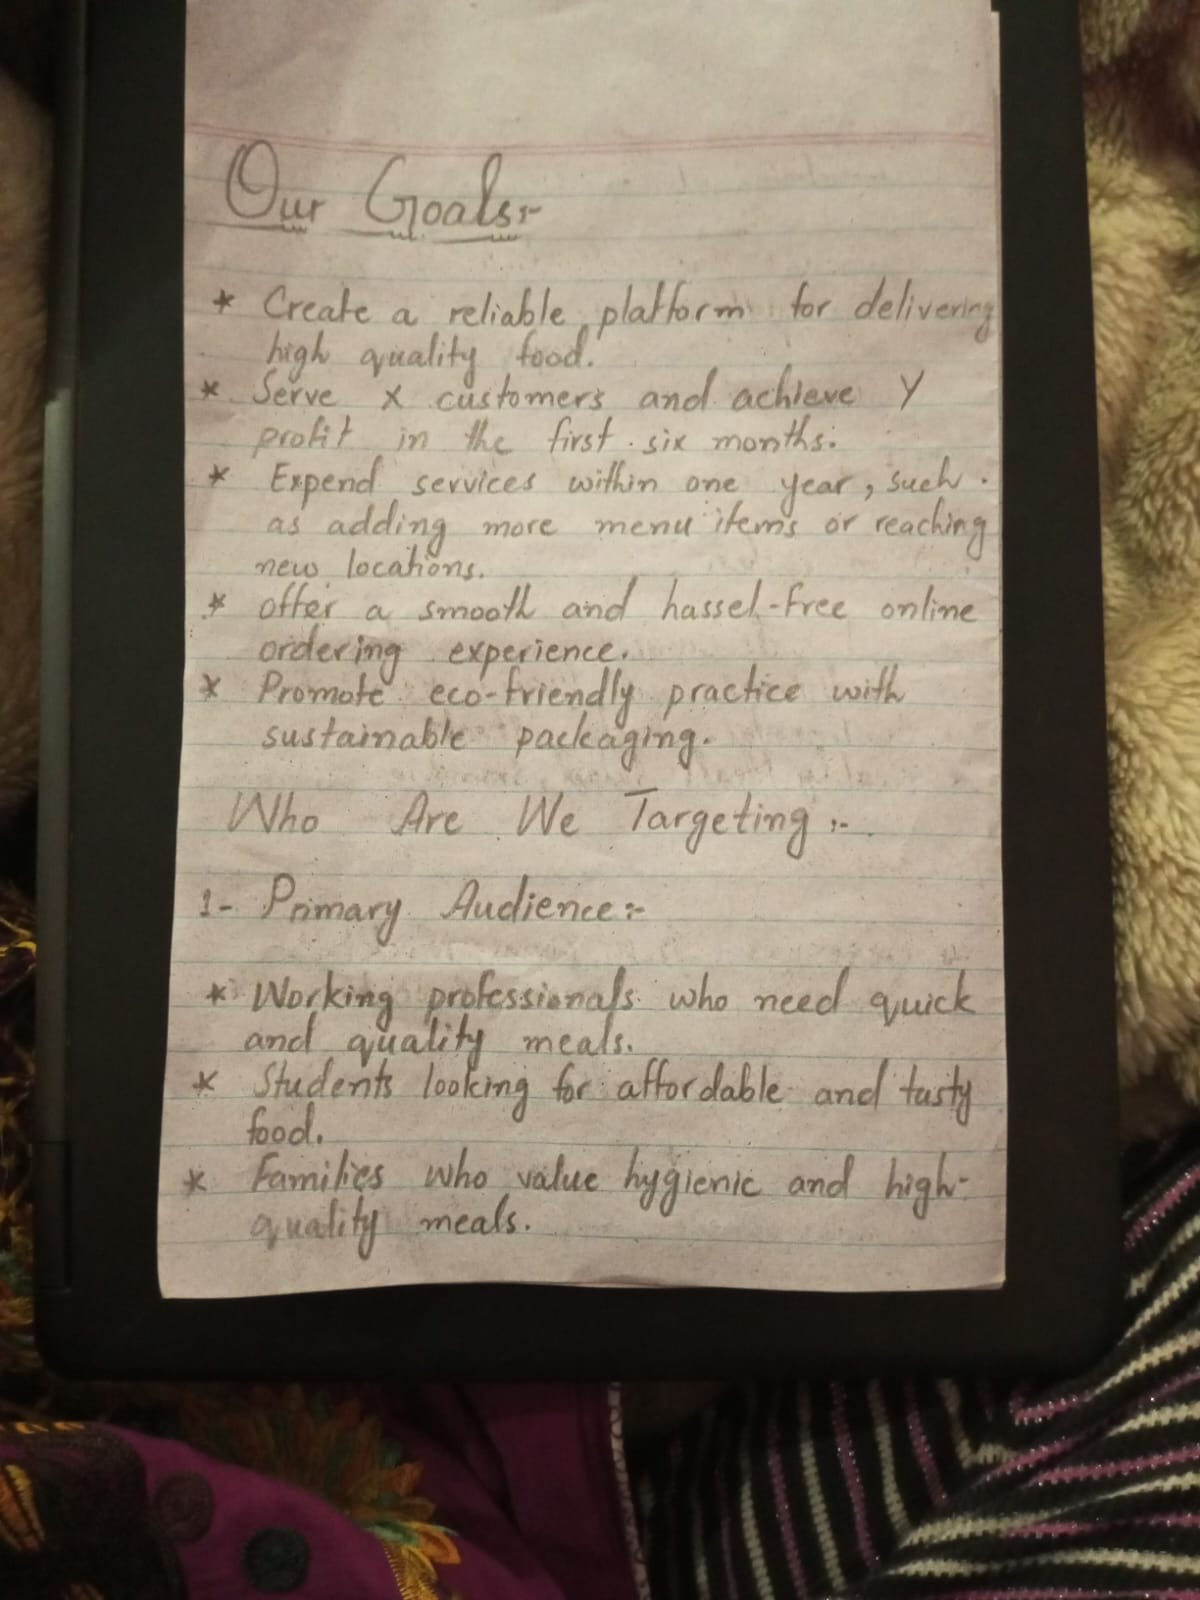 Our Goals:-
* Create a reliable platform for delivering
high quality food.
* Serve X customers and achieve Y
profit in the first six months.
* Expend services within one year, such
as adding more menu items or reaching
new locations.
* offer a smooth and hassel-free online
ordering experience.
* Promote eco-friendly practice with
sustainable packaging.
Who Are We Targeting :-
1- Primary Audience:-
* Working professionals who need quick
and quality meals.
* Students looking for affordable and tasty
food.
* Families who value hygienic and high-
quality meals.